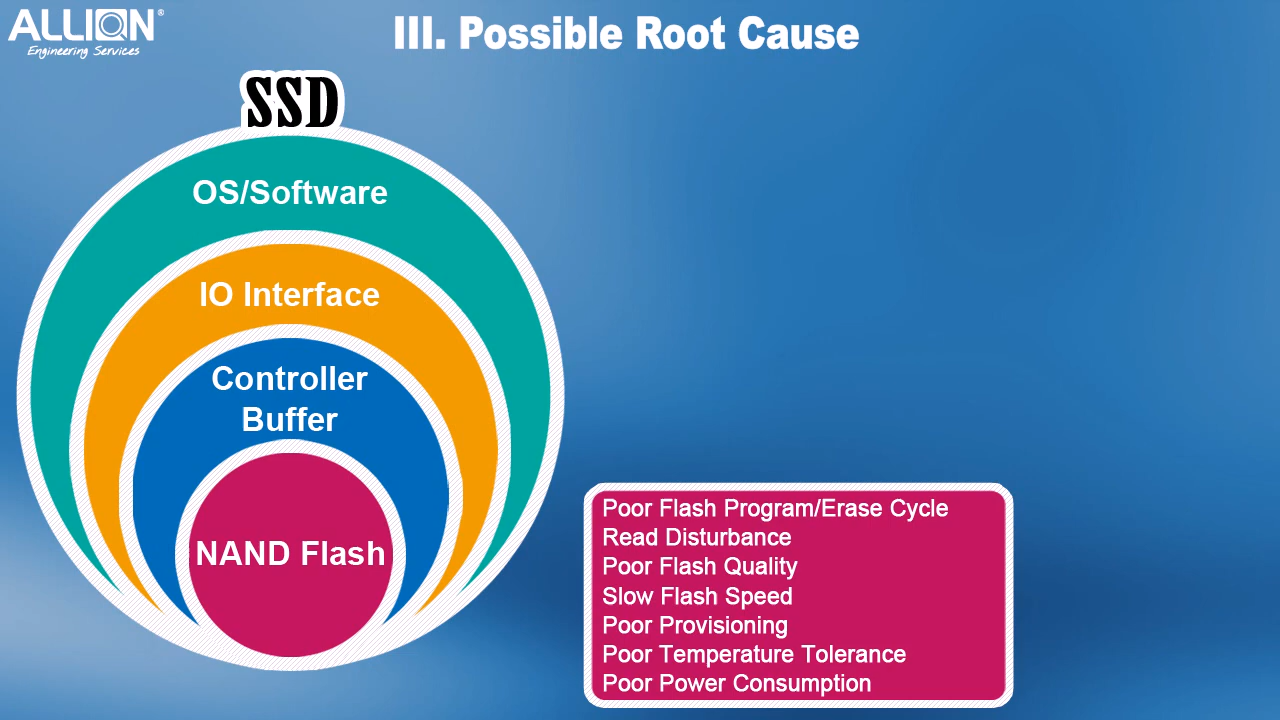 ALLION®
Engineering Services
III. Possible Root Cause
SSD
OS/Software
IO Interface
Controller
Buffer
NAND Flash
Poor Flash Program/Erase Cycle
Read Disturbance
Poor Flash Quality
Slow Flash Speed
Poor Provisioning
Poor Temperature Tolerance
Poor Power Consumption